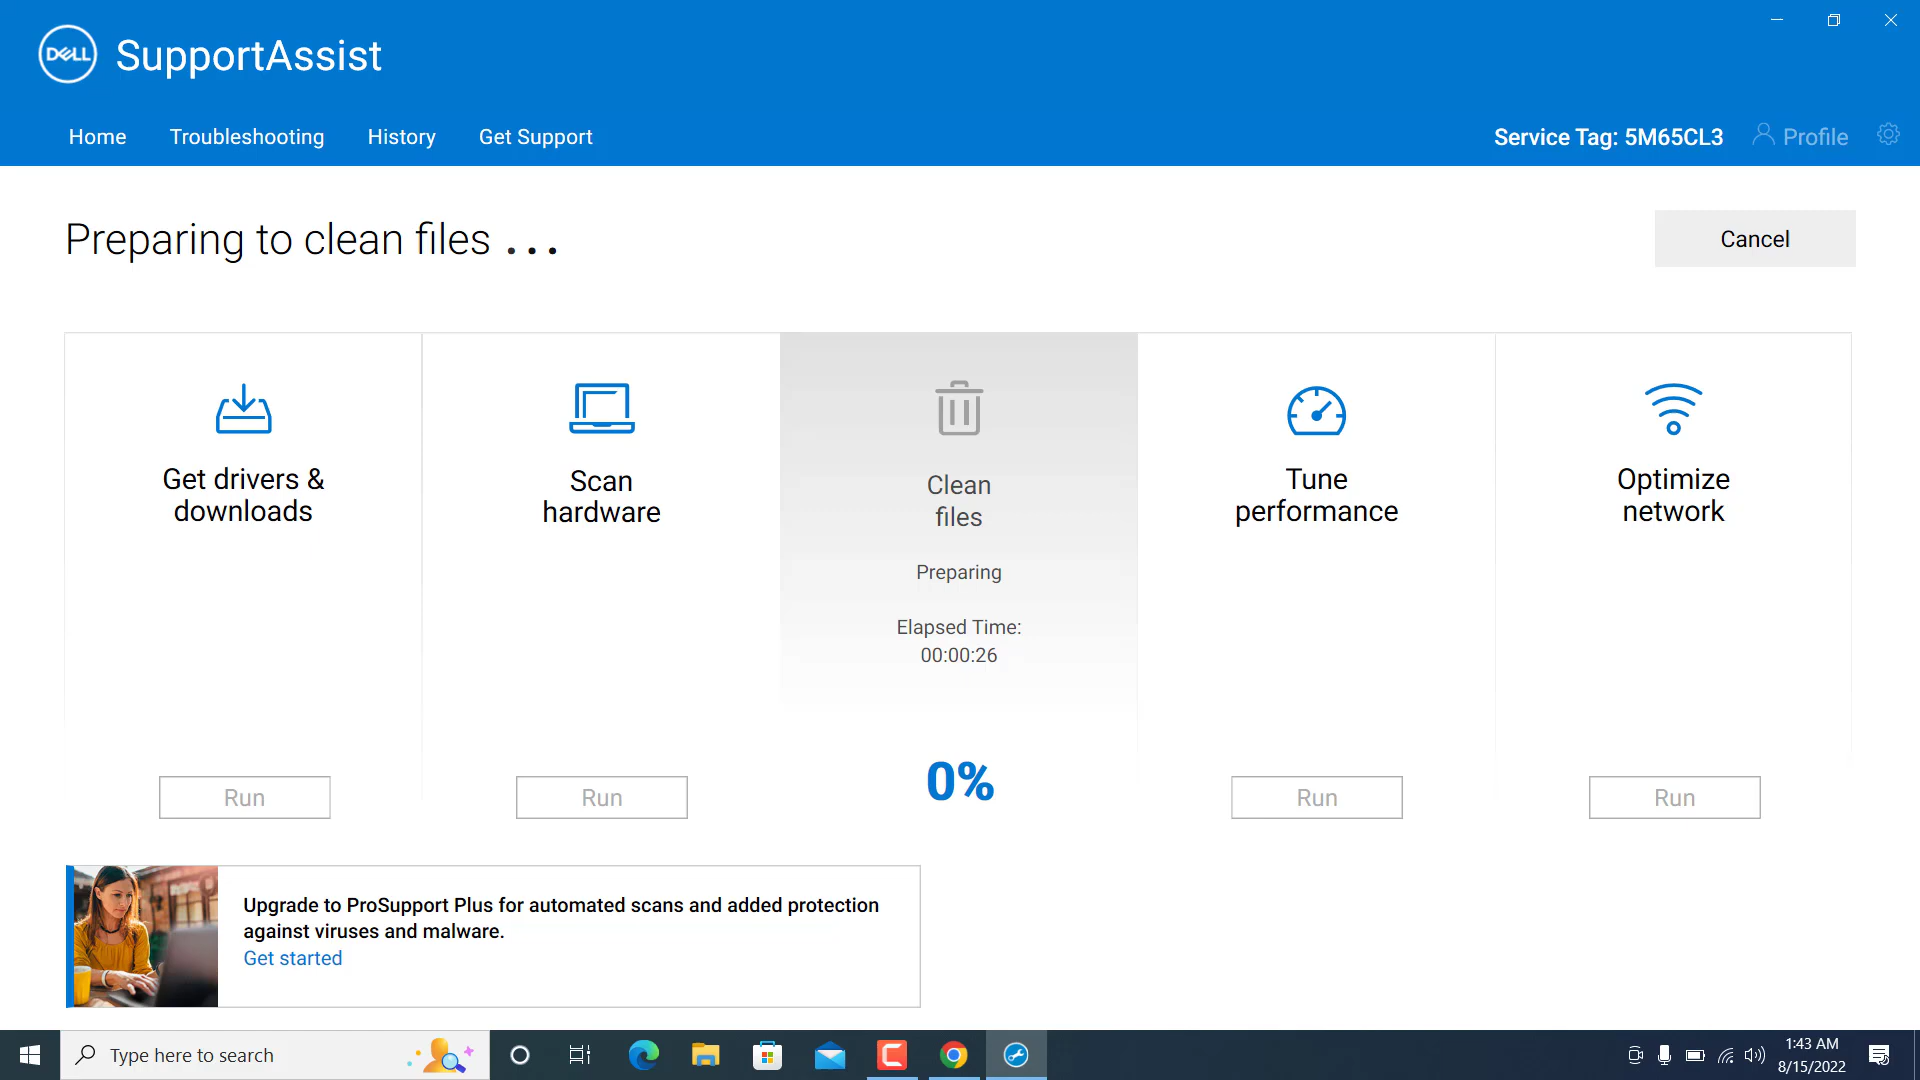 DELL
SupportAssist
Home
Troubleshooting
History
Get Support
Service Tag: 5M65CL3
Profile
Preparing to clean files ...
Cancel
Get drivers &
downloads
Scan
hardware
Clean
files
Preparing
Elapsed Time:
00:00:26
Tune
performance
Optimize
network
Run
Run
0%
Run
Run
Upgrade to ProSupport Plus for automated scans and added protection
against viruses and malware.
Get started
Type here to search
1:43 AM
8/15/2022